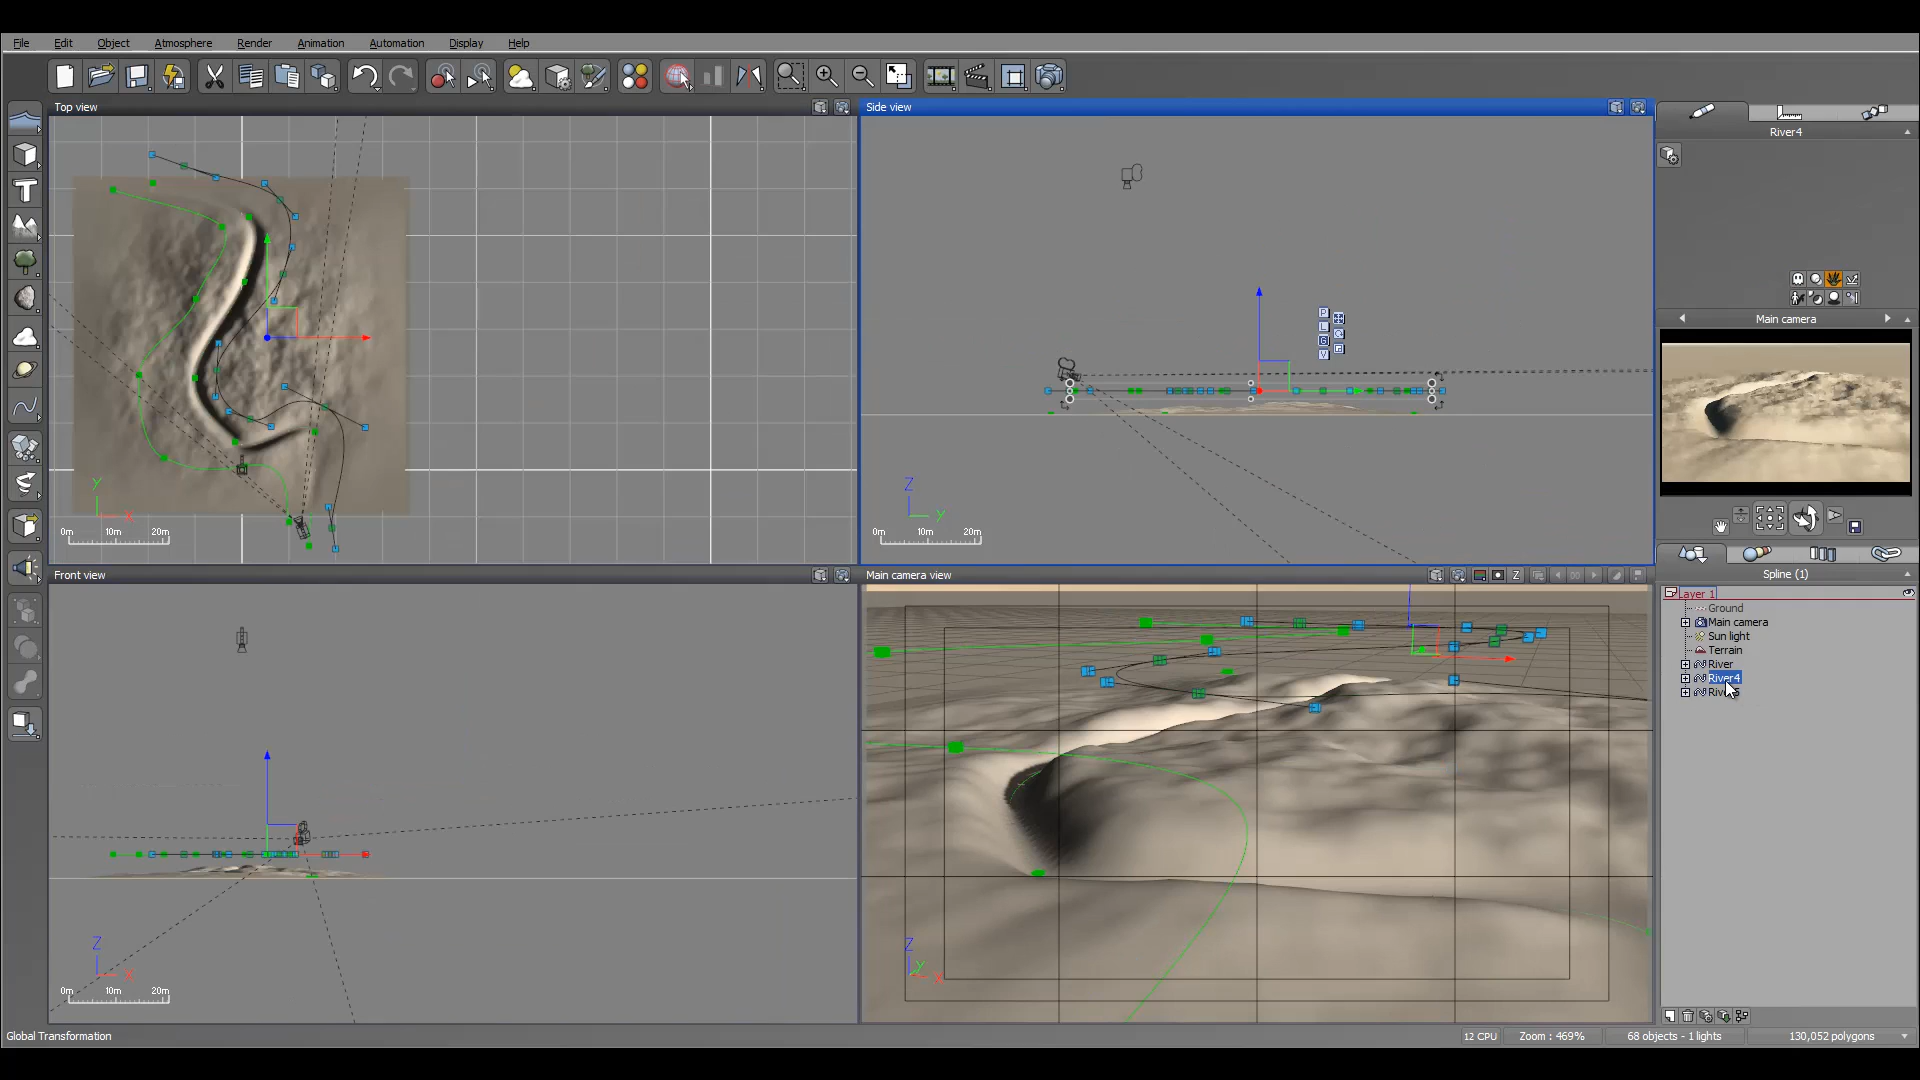 File Edit Object Atmosphere Render Animation Automation Display Help
Top view
Side view
River4
P
L
G
V
Main camera
Y
X
0m 10m 20m
Z
Y
0m 10m 20m
Front view
Main camera view
Z
Spline (1)
Layer 1
Ground
Main camera
Sun light
Terrain
River
River4
Z
X
0m 10m 20m
Z
Y
X
Global Transformation
12 CPU
Zoom : 469%
68 objects - 1 lights
130,052 polygons